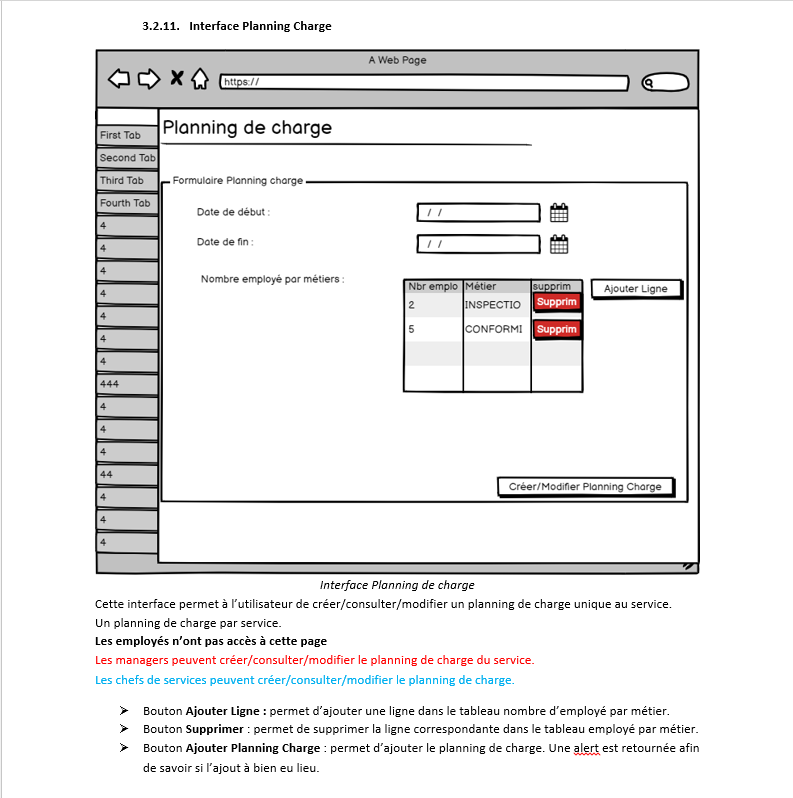 3.2.11. Interface Planning Charge
A Web Page
https://
First Tab
Second Tab
Third Tab
Fourth Tab
4
4
4
4
4
4
4
444
4
4
4
44
4
4
4
Planning de charge
Formulaire Planning charge
Date de début :
/ /
Date de fin :
/ /
Nombre employé par métiers :
Nbr emplo Métier supprim
2 INSPECTIO Supprim
5 CONFORMI Supprim
Ajouter Ligne
Créer/Modifier Planning Charge
Interface Planning de charge
Cette interface permet à l’utilisateur de créer/consulter/modifier un planning de charge unique au service.
Un planning de charge par service.
Les employés n’ont pas accès à cette page
Les managers peuvent créer/consulter/modifier le planning de charge du service.
Les chefs de services peuvent créer/consulter/modifier le planning de charge.
➢ Bouton Ajouter Ligne : permet d’ajouter une ligne dans le tableau nombre d’employé par métier.
➢ Bouton Supprimer : permet de supprimer la ligne correspondante dans le tableau employé par métier.
➢ Bouton Ajouter Planning Charge : permet d’ajouter le planning de charge. Une alert est retournée afin
de savoir si l’ajout à bien eu lieu.